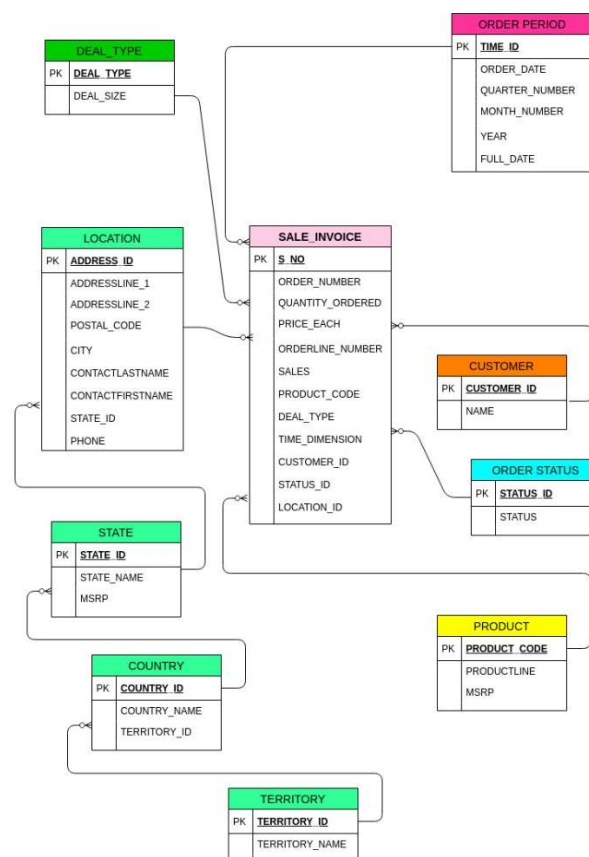 ORDER PERIOD
PK TIME_ID
ORDER_DATE
QUARTER_NUMBER
MONTH_NUMBER
YEAR
FULL_DATE
DEAL_TYPE
PK DEAL_TYPE
DEAL_SIZE
LOCATION
PK ADDRESS_ID
ADDRESSLINE_1
ADDRESSLINE_2
POSTAL_CODE
CITY
CONTACTLASTNAME
CONTACTFIRSTNAME
STATE_ID
PHONE
SALE_INVOICE
PK S_NO
ORDER_NUMBER
QUANTITY_ORDERED
PRICE_EACH
ORDERLINE_NUMBER
SALES
PRODUCT_CODE
DEAL_TYPE
TIME_DIMENSION
CUSTOMER_ID
STATUS_ID
LOCATION_ID
CUSTOMER
PK CUSTOMER_ID
NAME
ORDER STATUS
PK STATUS_ID
STATUS
STATE
PK STATE_ID
STATE_NAME
MSRP
PRODUCT
PK PRODUCT_CODE
PRODUCTLINE
MSRP
COUNTRY
PK COUNTRY_ID
COUNTRY_NAME
TERRITORY_ID
TERRITORY
PK TERRITORY_ID
TERRITORY_NAME